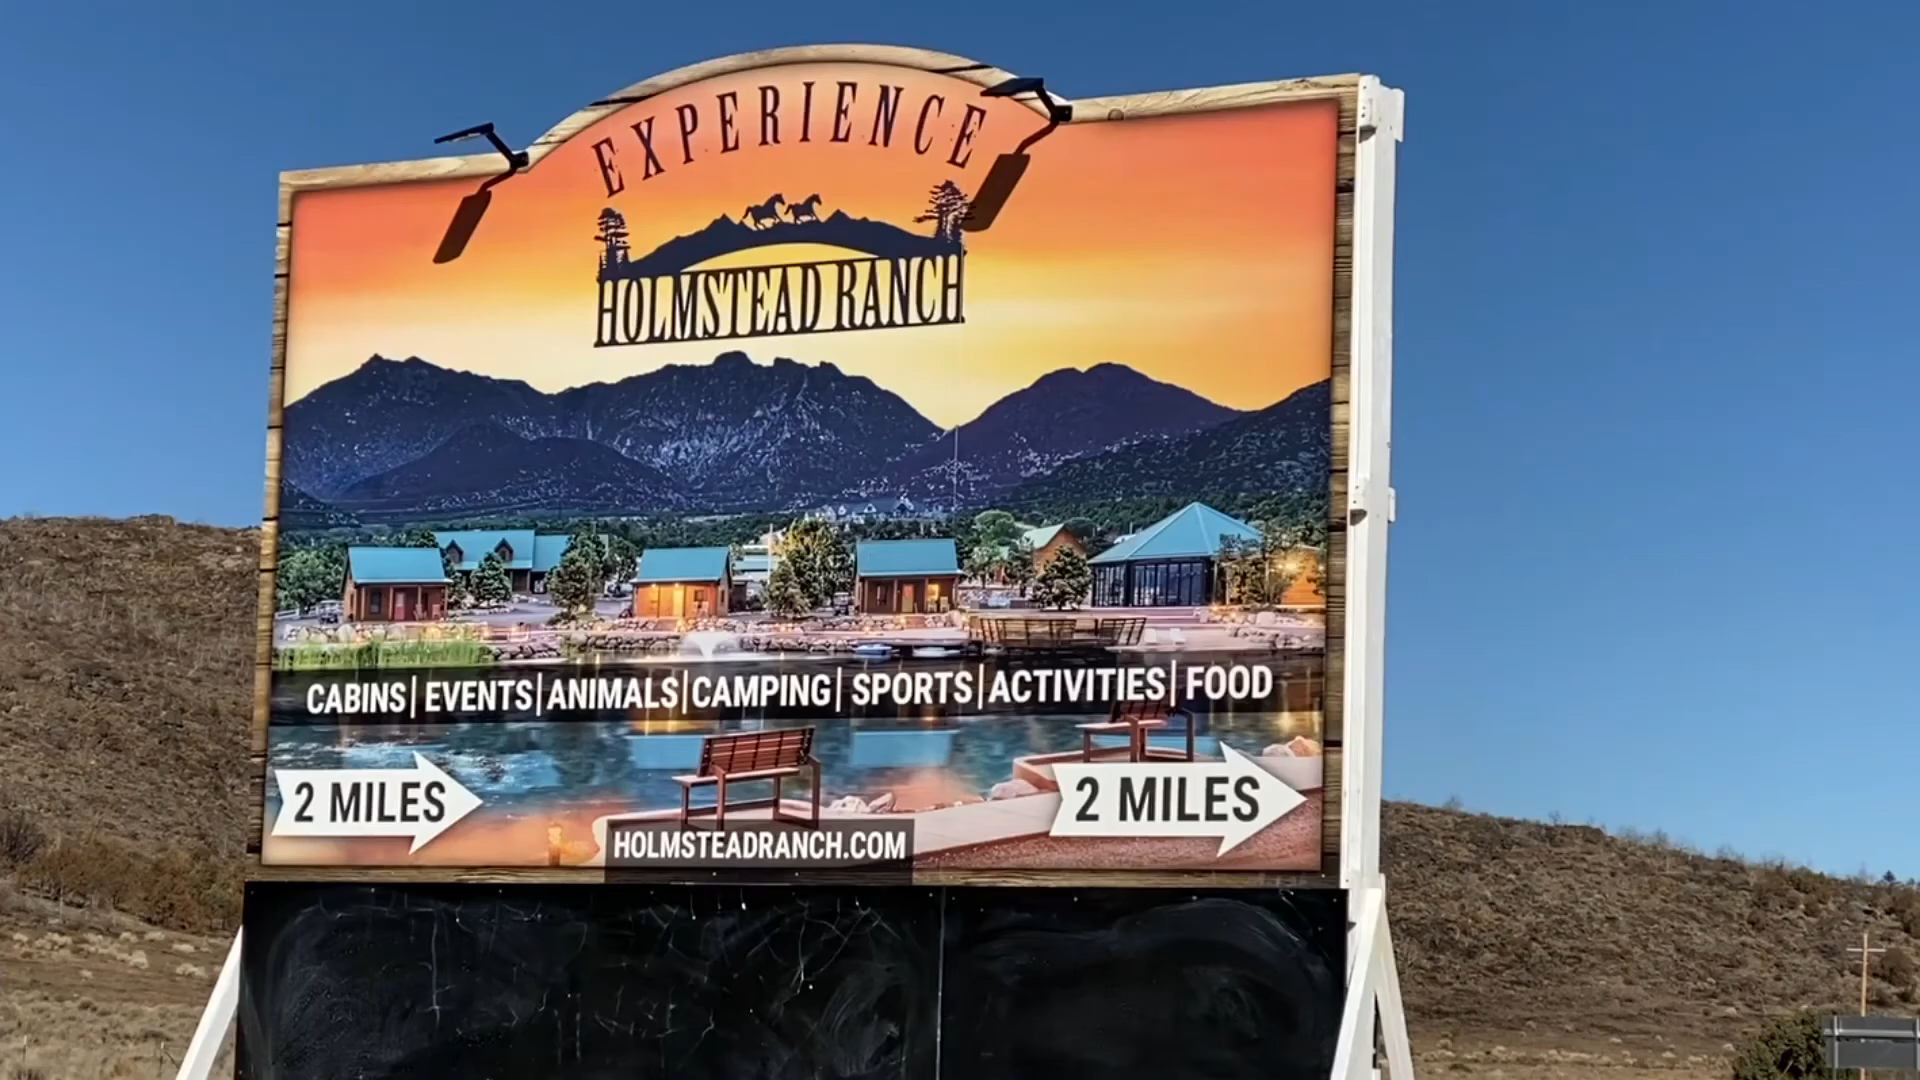 EXPERIENCE
HOLMSTEAD RANCH
CABINS | EVENTS | ANIMALS | CAMPING | SPORTS | ACTIVITIES | FOOD
2 MILES
2 MILES
HOLMSTEADRANCH.COM